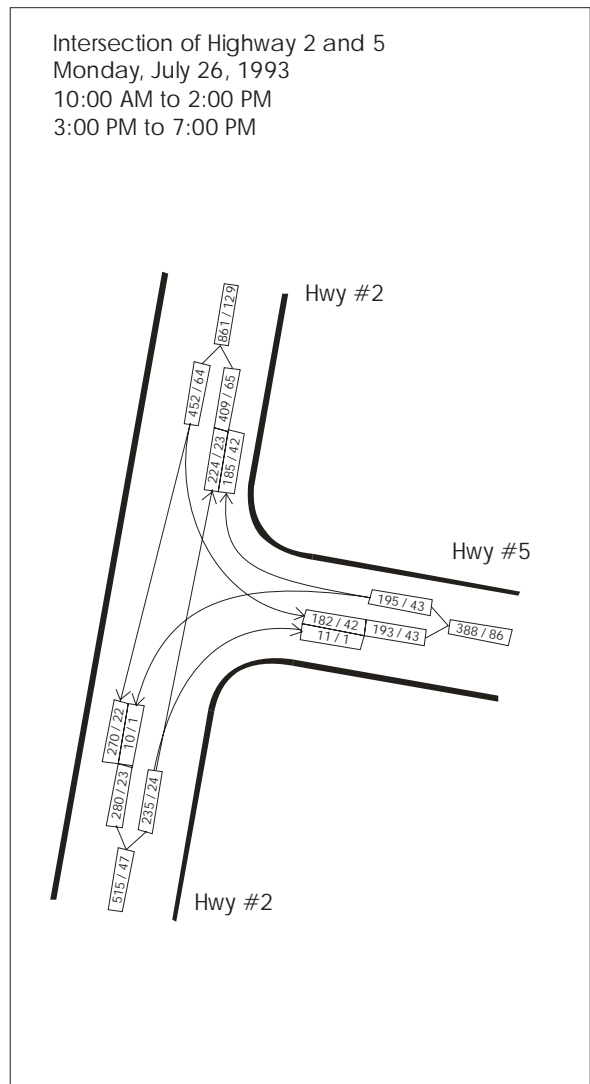 Intersection of Highway 2 and 5
Monday, July 26, 1993
10:00 AM to 2:00 PM
3:00 PM to 7:00 PM
Hwy #2
861 / 129
452 / 64
409 / 65
224 / 23
185 / 42
Hwy #5
195 / 43
182 / 42
11 / 1
193 / 43
388 / 86
270 / 22
10 / 1
280 / 23
235 / 24
515 / 47
Hwy #2